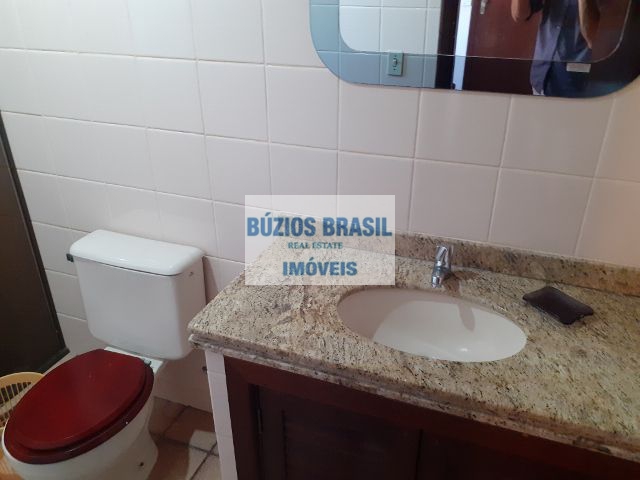 BÚZIOS BRASIL
REAL ESTATE
IMÓVEIS